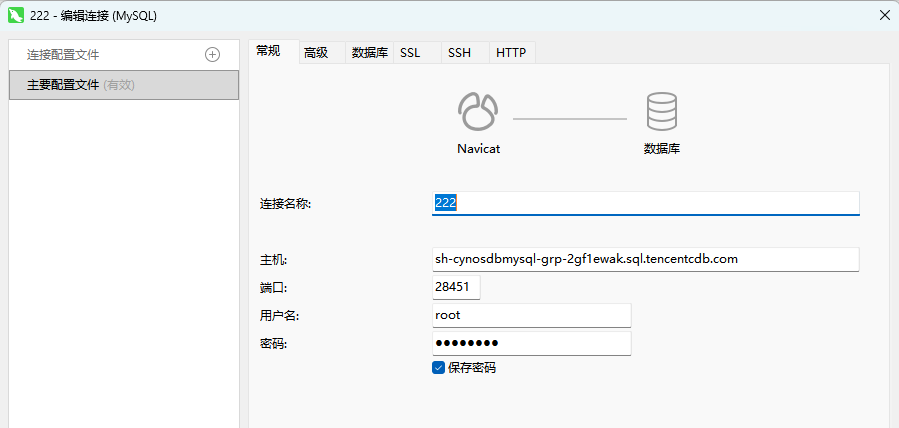 222 - 编辑连接 (MySQL)
连接配置文件
主要配置文件 (有效)
常规 高级 数据库 SSL SSH HTTP
Navicat 数据库
连接名称: 222
主机: sh-cynosdbmysql-grp-2gf1ewak.sql.tencentcdb.com
端口: 28451
用户名: root
密码: ●●●●●●●●
保存密码